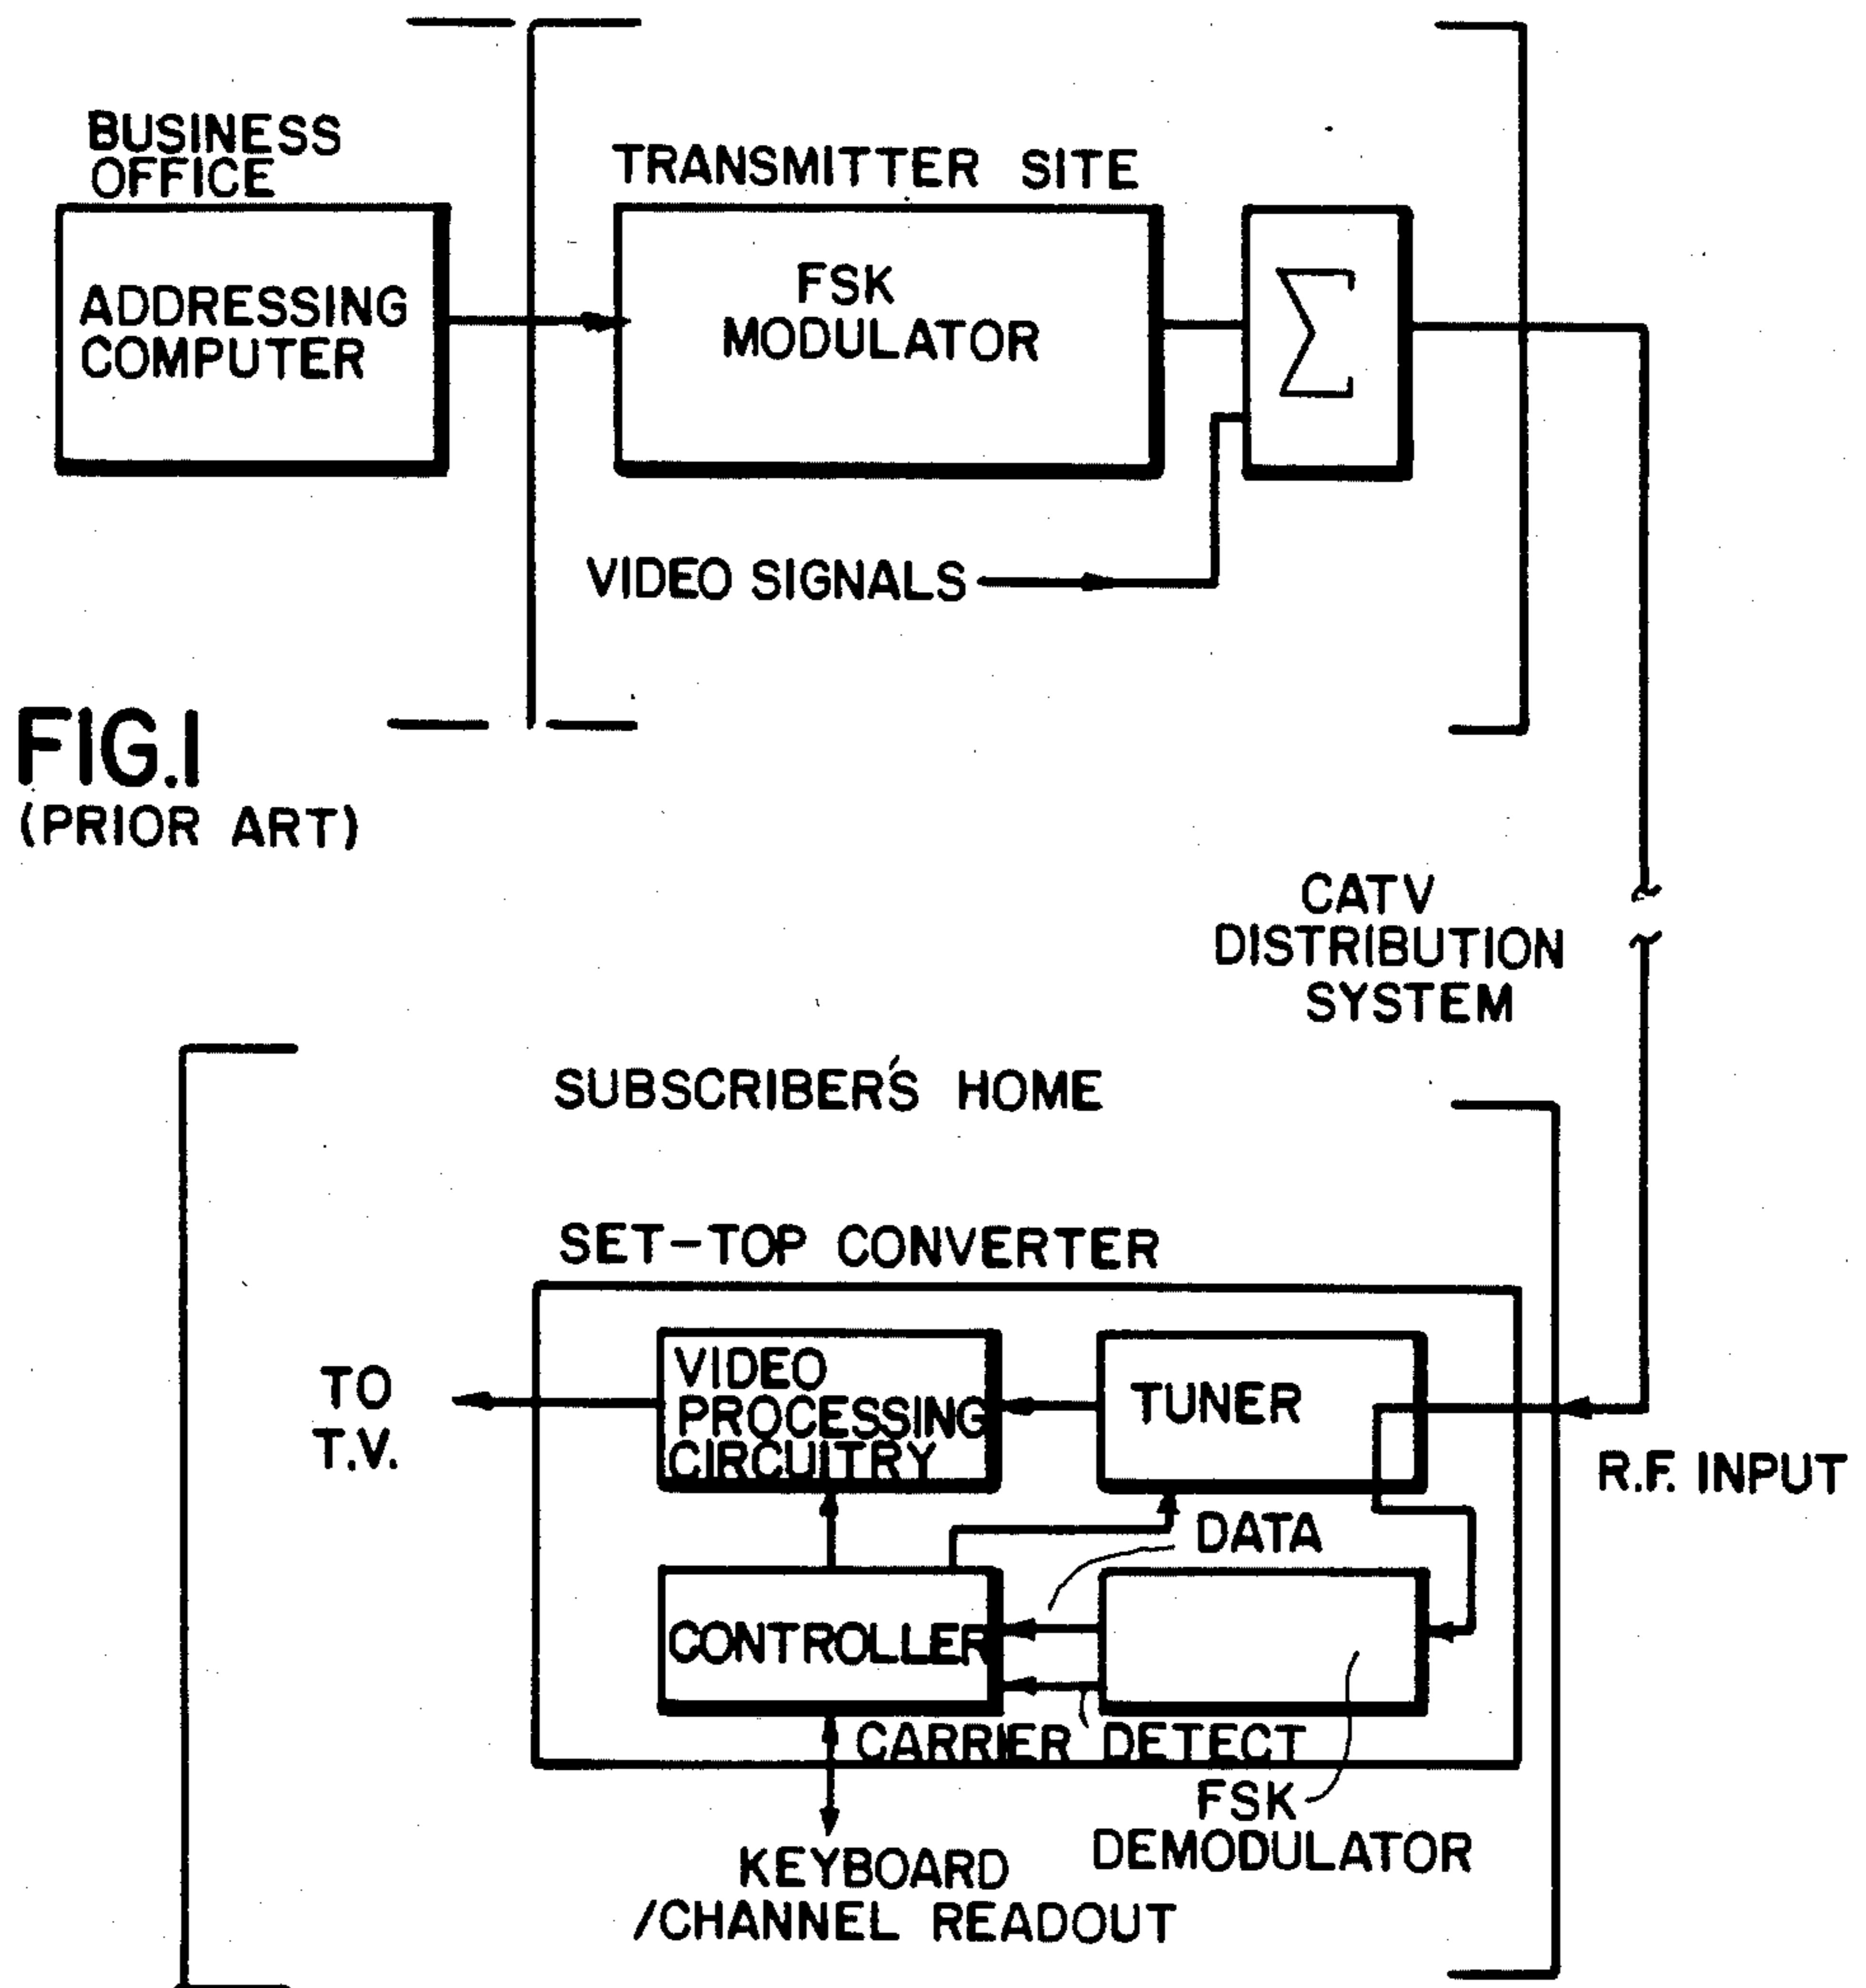 BUSINESS
OFFICE
ADDRESSING
COMPUTER
TRANSMITTER SITE
FSK
MODULATOR
Σ
VIDEO SIGNALS
FIG.1
(PRIOR ART)
CATV
DISTRIBUTION
SYSTEM
SUBSCRIBER'S HOME
SET-TOP CONVERTER
TO
T.V.
VIDEO
PROCESSING
CIRCUITRY
TUNER
R.F. INPUT
DATA
CONTROLLER
CARRIER DETECT
FSK
DEMODULATOR
KEYBOARD
/CHANNEL READOUT